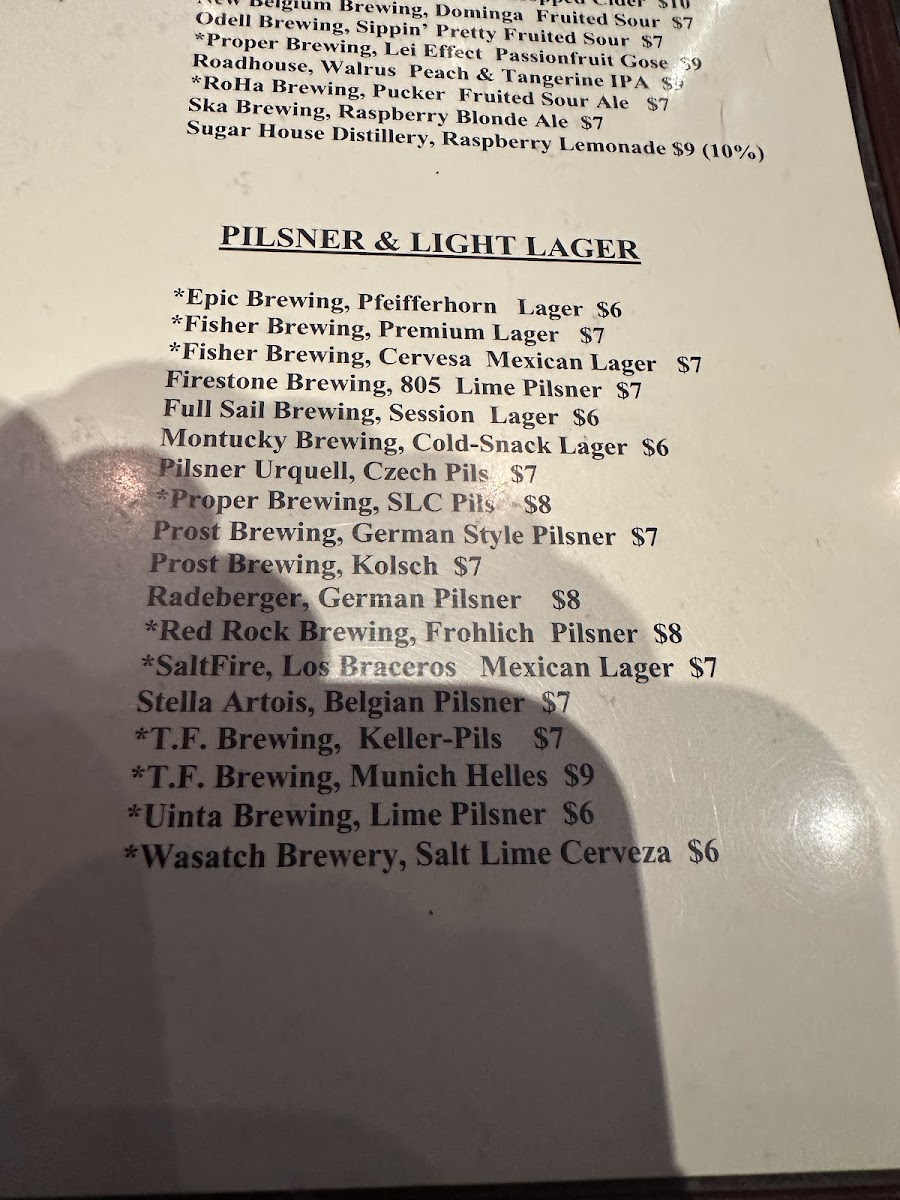 Cider $10
New Belgium Brewing, Dominga Fruited Sour $7
Odell Brewing, Sippin' Pretty Fruited Sour $7
*Proper Brewing, Lei Effect Passionfruit Gose $9
Roadhouse, Walrus Peach & Tangerine IPA
*RoHa Brewing, Pucker Fruited Sour Ale $7
Ska Brewing, Raspberry Blonde Ale $7
Sugar House Distillery, Raspberry Lemonade $9 (10%)
PILSNER & LIGHT LAGER
*Epic Brewing, Pfeifferhorn Lager $6
*Fisher Brewing, Premium Lager $7
*Fisher Brewing, Cervesa Mexican Lager $7
Firestone Brewing, 805 Lime Pilsner $7
Full Sail Brewing, Session Lager $6
Montucky Brewing, Cold-Snack Lager $6
Pilsner Urquell, Czech Pils $7
*Proper Brewing, SLC Pils $8
Prost Brewing, German Style Pilsner $7
Prost Brewing, Kolsch $7
Radeberger, German Pilsner $8
*Red Rock Brewing, Frohlich Pilsner $8
*SaltFire, Los Braceros Mexican Lager $7
Stella Artois, Belgian Pilsner $7
*T.F. Brewing, Keller-Pils $7
*T.F. Brewing, Munich Helles $9
*Uinta Brewing, Lime Pilsner $6
*Wasatch Brewery, Salt Lime Cerveza $6